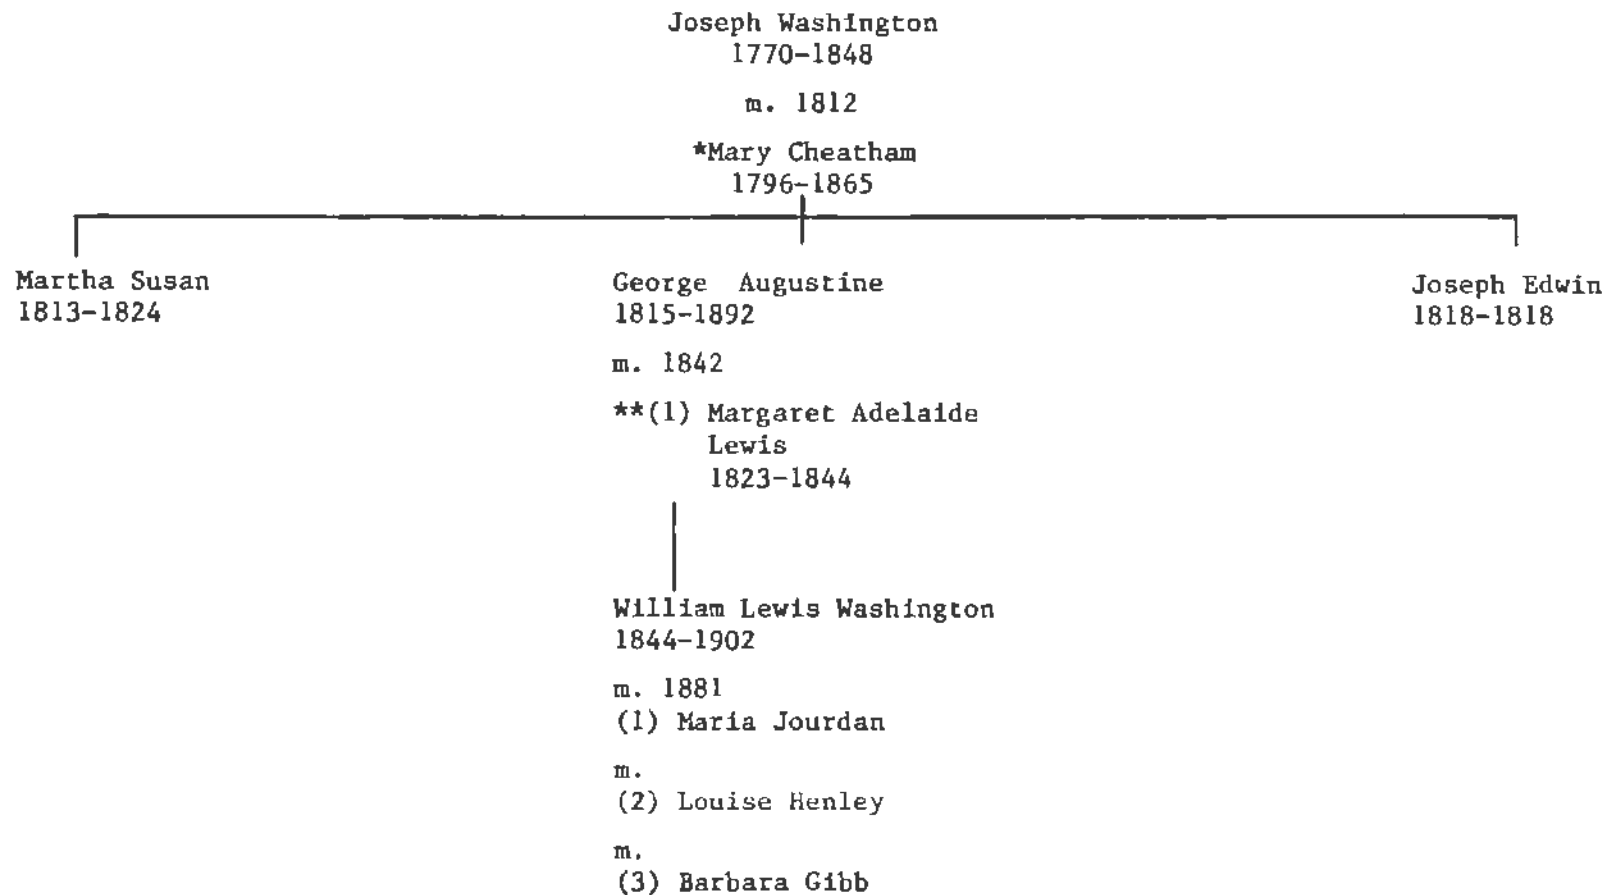 Joseph Washington
1770-1848
m. 1812
*Mary Cheatham
1796-1865
Martha Susan
1813-1824
George Augustine
1815-1892
m. 1842
**(1) Margaret Adelaide
Lewis
1823-1844
William Lewis Washington
1844-1902
m. 1881
(1) Maria Jourdan
m.
(2) Louise Henley
m.
(3) Barbara Gibb
Joseph Edwin
1818-1818